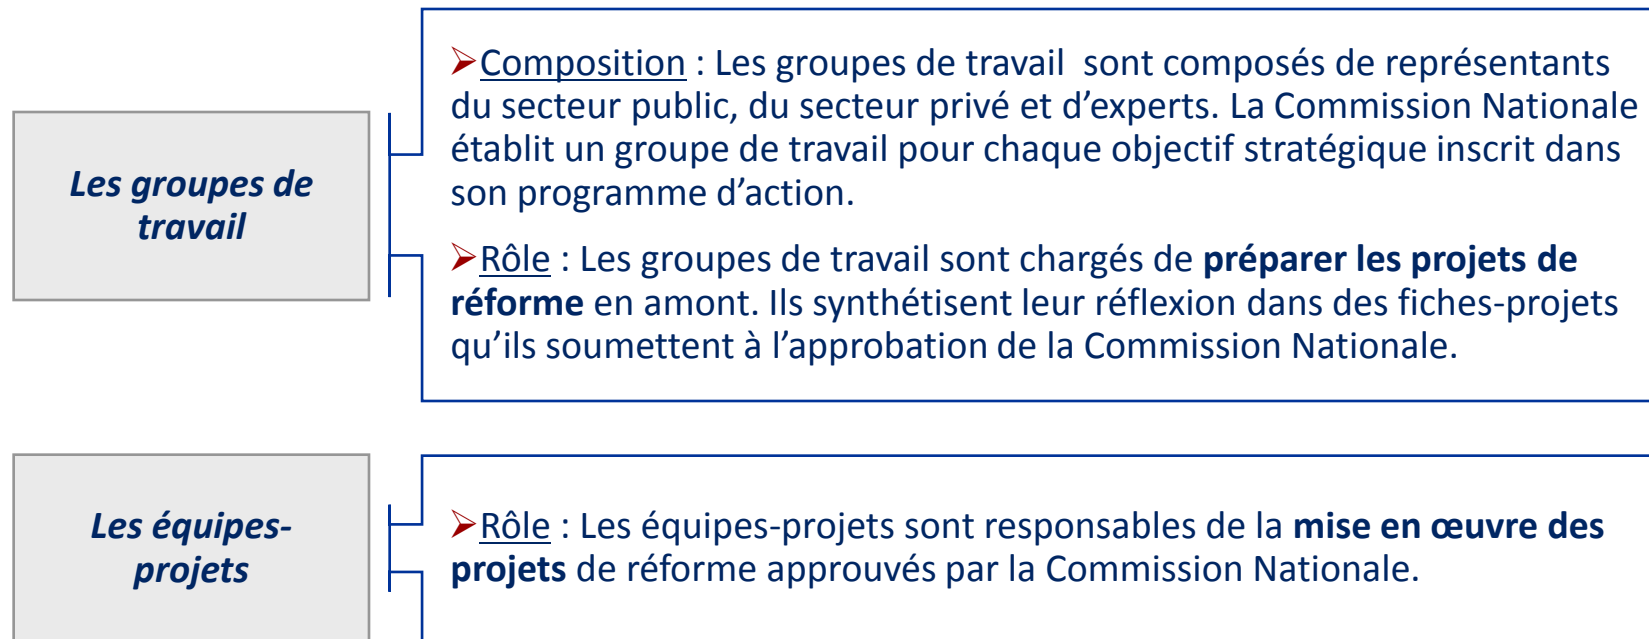 Les groupes de
travail
➢Composition : Les groupes de travail  sont composés de représentants
du secteur public, du secteur privé et d’experts. La Commission Nationale
établit un groupe de travail pour chaque objectif stratégique inscrit dans
son programme d’action.
➢Rôle : Les groupes de travail sont chargés de préparer les projets de
réforme en amont. Ils synthétisent leur réflexion dans des fiches-projets
qu’ils soumettent à l’approbation de la Commission Nationale.
Les équipes-
projets
➢Rôle : Les équipes-projets sont responsables de la mise en œuvre des
projets de réforme approuvés par la Commission Nationale.